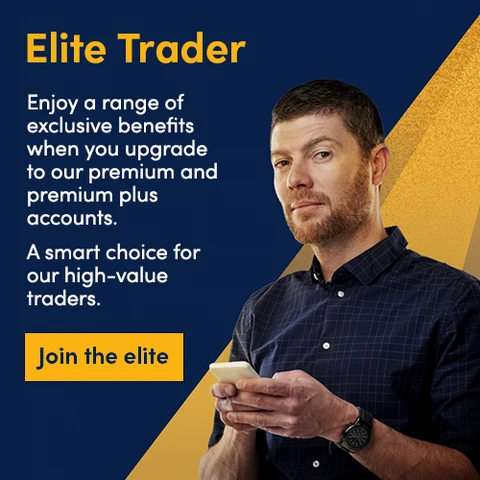 Elite Trader
Enjoy a range of
exclusive benefits
when you upgrade
to our premium and
premium plus
accounts.
A smart choice for
our high-value
traders.
Join the elite